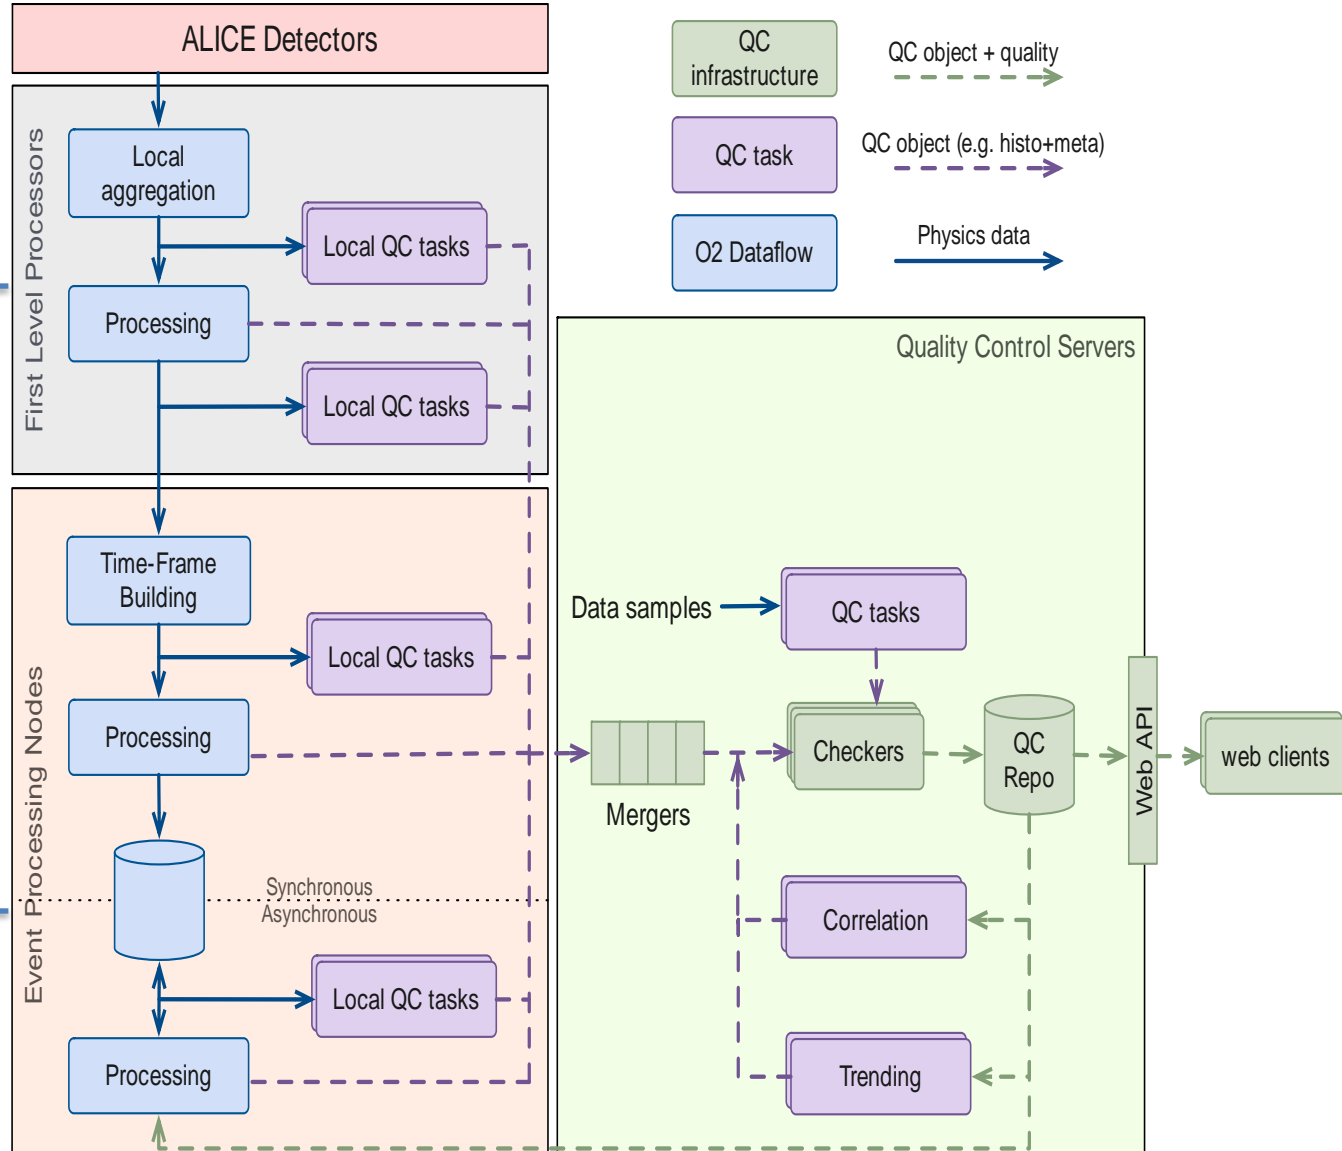 ALICE Detectors
First Level Processors
Local
aggregation
Local QC tasks
Processing
Local QC tasks
QC
infrastructure
QC object + quality
QC task
QC object (e.g. histo+meta)
O2 Dataflow
Physics data
Event Processing Nodes
Time-Frame
Building
Local QC tasks
Processing
Synchronous
Asynchronous
Local QC tasks
Processing
Quality Control Servers
Data samples
QC tasks
Mergers
Checkers
QC
Repo
Web API
web clients
Correlation
Trending